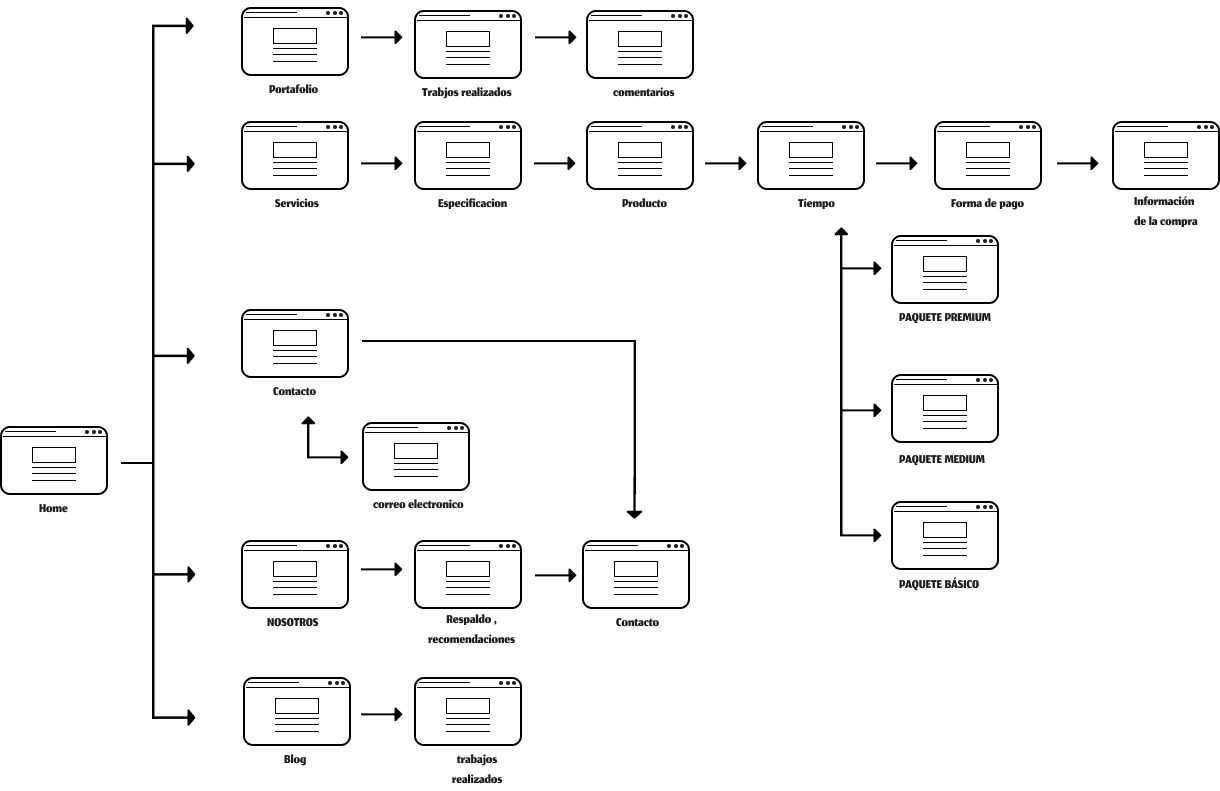 Portafolio
Trabjos realizados
comentarios
Servicios
Especificacion
Producto
Tiempo
Forma de pago
Información
de la compra
PAQUETE PREMIUM
Contacto
PAQUETE MEDIUM
Home
correo electronico
PAQUETE BÁSICO
NOSOTROS
Respaldo ,
recomendaciones
Contacto
Blog
trabajos
realizados